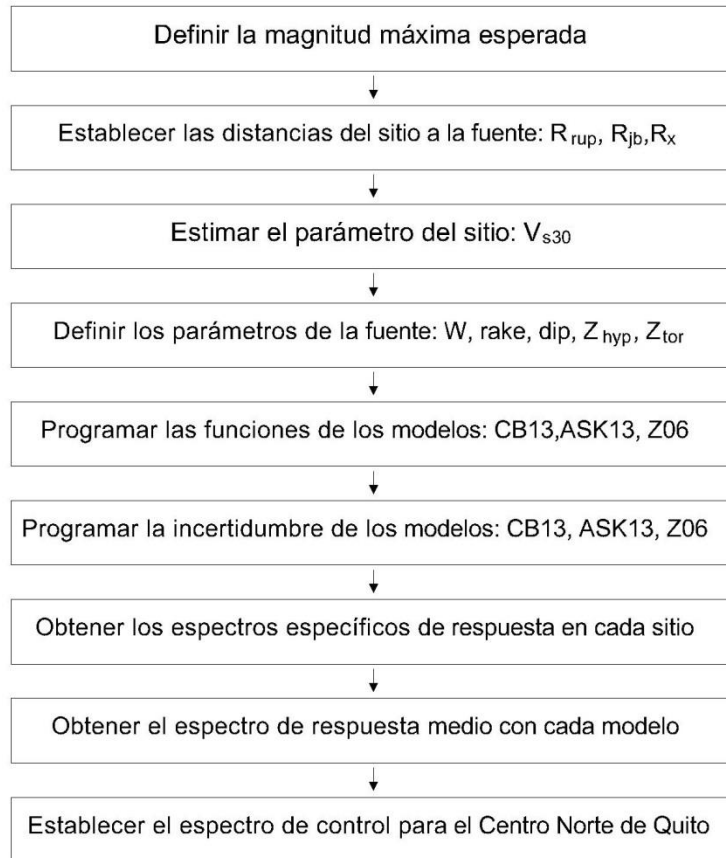 Definir la magnitud máxima esperada
Establecer las distancias del sitio a la fuente: R rup, Rjb,Rx
Estimar el parámetro del sitio: Vs30
Definir los parámetros de la fuente: W, rake, dip, Z hyp, Ztor
Programar las funciones de los modelos: CB13,ASK13, Z06
Programar la incertidumbre de los modelos: CB13, ASK13, Z06
Obtener los espectros específicos de respuesta en cada sitio
Obtener el espectro de respuesta medio con cada modelo
Establecer el espectro de control para el Centro Norte de Quito